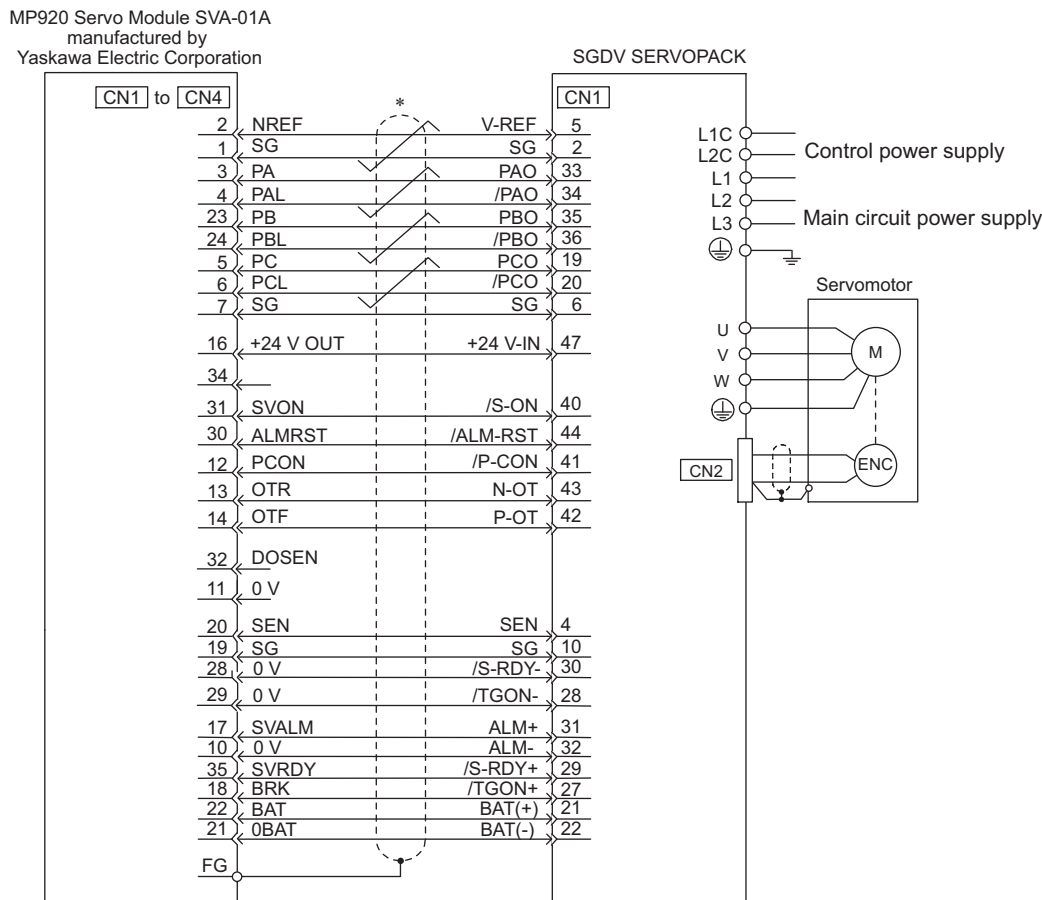 MP920 Servo Module SVA-01A
manufactured by
Yaskawa Electric Corporation
SGDV SERVOPACK
CN1 to CN4
*
CN1
2 NREF V-REF 5
1 SG SG 2
3 PA PAO 33
4 PAL /PAO 34
23 PB PBO 35
24 PBL /PBO 36
5 PC PCO 19
6 PCL /PCO 20
7 SG SG 6
16 +24 V OUT +24 V-IN 47
34
31 SVON /S-ON 40
30 ALMRST /ALM-RST 44
12 PCON /P-CON 41
13 OTR N-OT 43
14 OTF P-OT 42
32 DOSEN
11 0 V
20 SEN SEN 4
19 SG SG 10
28 0 V /S-RDY- 30
29 0 V /TGON- 28
17 SVALM ALM+ 31
10 0 V ALM- 32
35 SVRDY /S-RDY+ 29
18 BRK /TGON+ 27
22 BAT BAT(+) 21
21 0BAT BAT(-) 22
FG
L1C
L2C
Control power supply
L1
L2
L3
Main circuit power supply
Servomotor
U
V
W
M
CN2
ENC